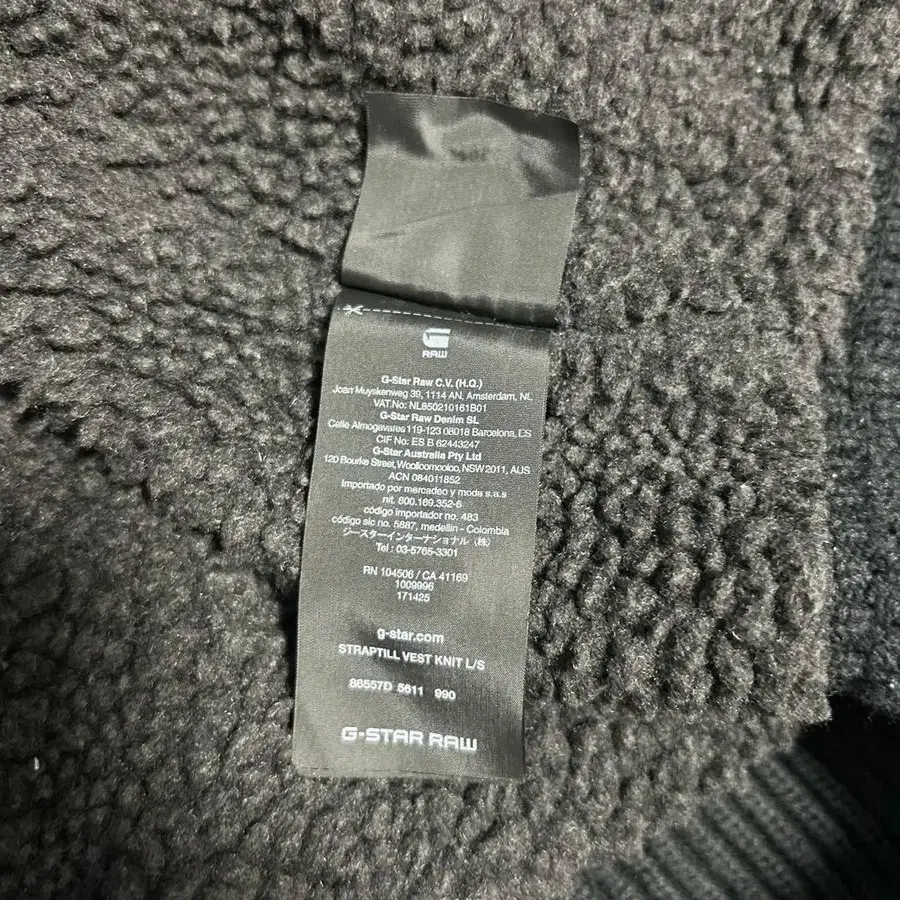 RAW
G-Star Raw C.V. (H.Q.)
Joan Muyskenweg 39, 1114 AN, Amsterdam, NL
VAT.No: NL850210161B01
G-Star Raw Denim SL
Calle Almogavares 119-123 08018 Barcelona, ES
CIF No: ES B 62443247
G-Star Australia Pty Ltd
120 Bourke Street, Woolloomooloo, NSW 2011, AUS
ACN 084011852
Importado por mercadeo y moda s.a.s
nit. 800.169.352-6
código importador no. 483
código sic no. 5887, medellin - Colombia
ジースターインターナショナル (株)
Tel : 03-5765-3301
RN 104506 / CA 41169
1009996
171425
g-star.com
STRAPTILL VEST KNIT L/S
86557D 5611 990
G-STAR RAW